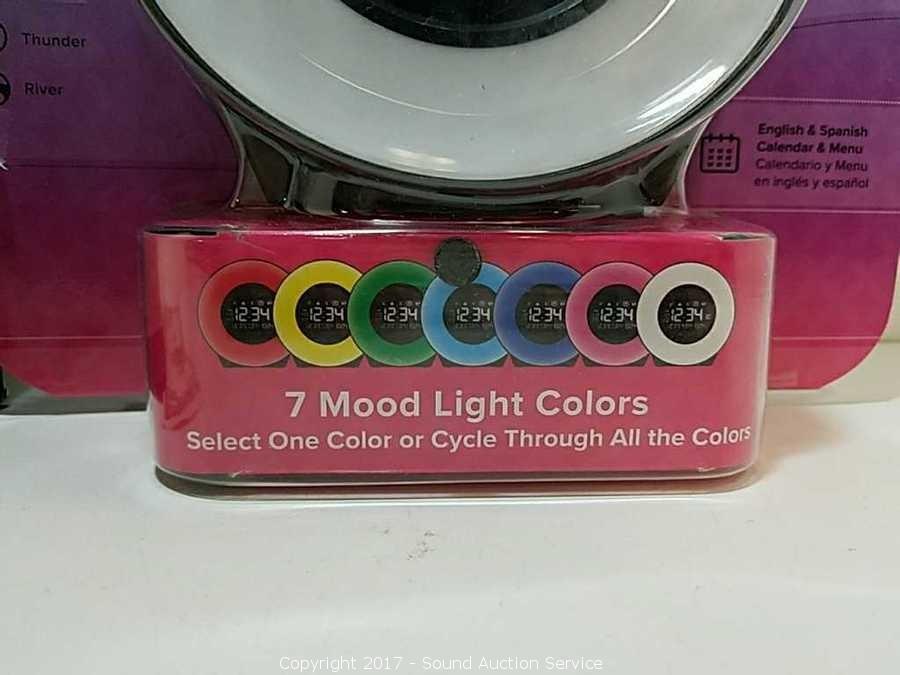 Thunder
River
English & Spanish
Calendar & Menu
Calendario y Menu
en inglés y español
12:34 12:34 12:34 12:34 12:34 12:34 12:34
7 Mood Light Colors
Select One Color or Cycle Through All the Colors
Copyright 2017 - Sound Auction Service